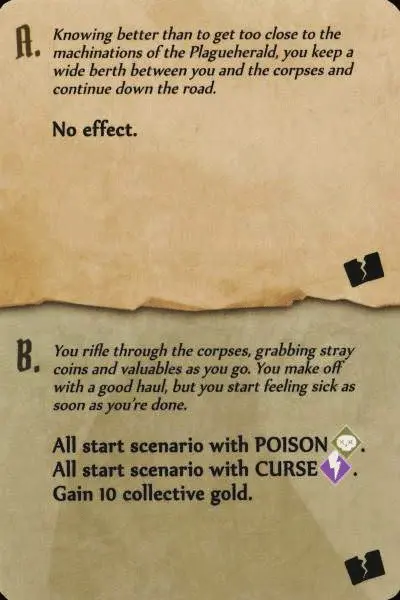 A. Knowing better than to get too close to the
machinations of the Plagueherald, you keep a
wide berth between you and the corpses and
continue down the road.
No effect.
B. You rifle through the corpses, grabbing stray
coins and valuables as you go. You make off
with a good haul, but you start feeling sick as
soon as you're done.
All start scenario with POISON.
All start scenario with CURSE.
Gain 10 collective gold.